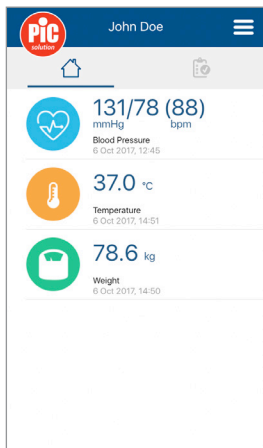 PiC
solution
John Doe
131/78 (88)
mmHg bpm
Blood Pressure
6 Oct 2017, 12:45
37.0 °C
Temperature
6 Oct 2017, 14:51
78.6 kg
Weight
6 Oct 2017, 14:50